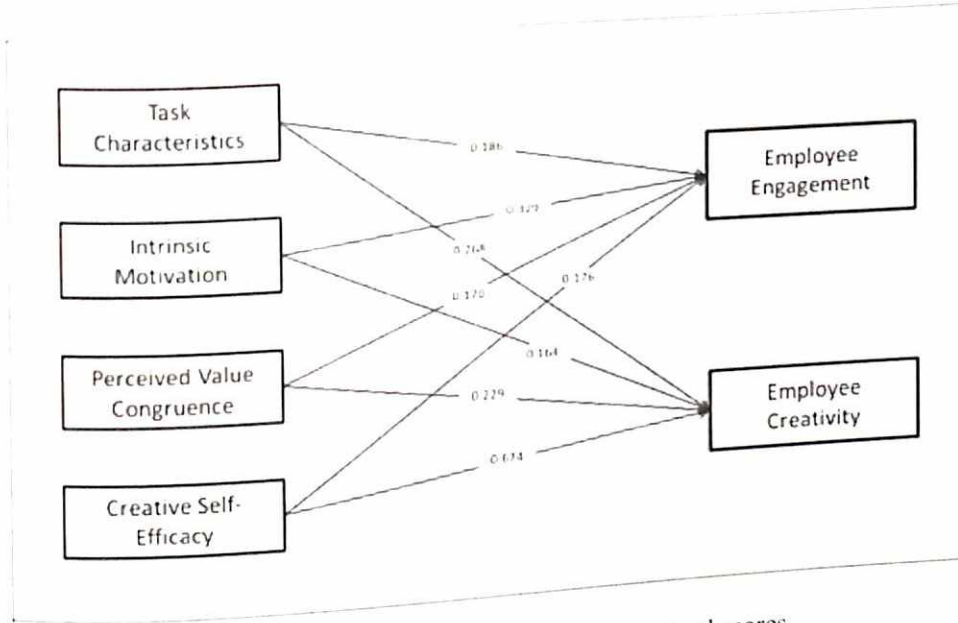 Task
Characteristics
0.186
Employee
Engagement
0.329
Intrinsic
Motivation
0.268
0.176
0.170
0.164
Perceived Value
Congruence
0.229
Employee
Creativity
0.674
Creative Self-
Efficacy